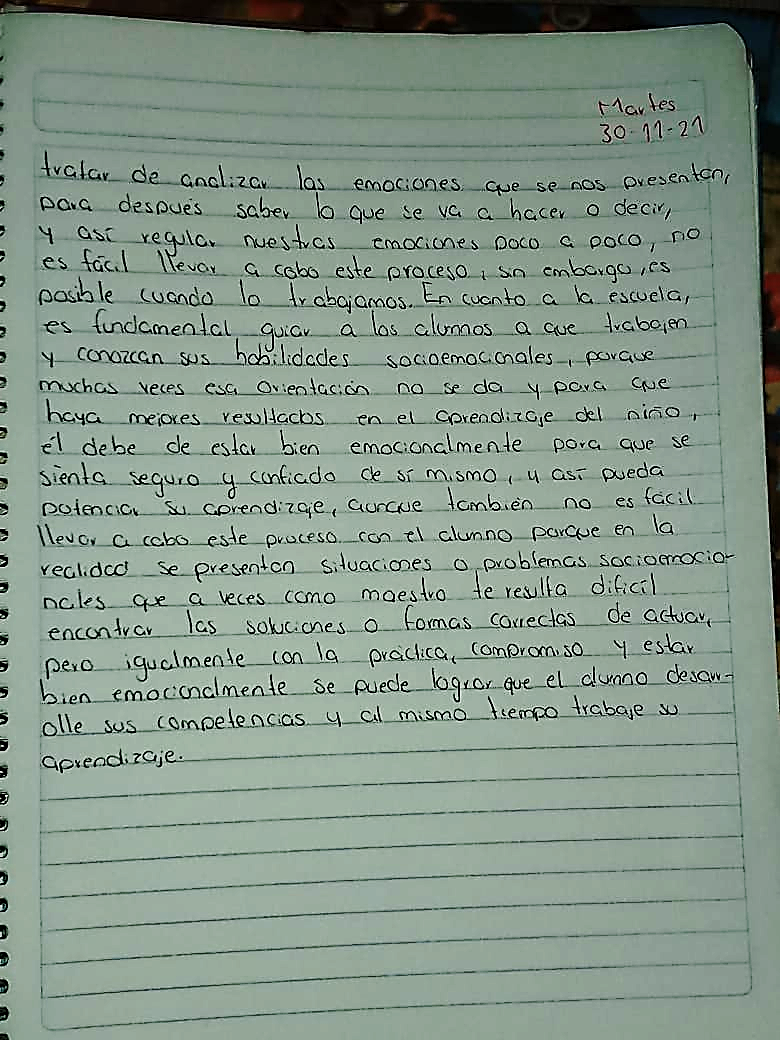 Martes
30-11-21
tratar de analizar las emociones que se nos presentan,
para después saber lo que se va a hacer o decir,
y así regular nuestras emociones poco a poco, no
es fácil llevar a cabo este proceso, sin embargo, es
posible cuando lo trabajamos. En cuanto a la escuela,
es fundamental guiar a los alumnos a que trabajen
y conozcan sus habilidades socioemocionales, porque
muchas veces esa orientación no se da y para que
haya mejores resultados en el aprendizaje del niño,
él debe de estar bien emocionalmente para que se
sienta seguro y confiado de sí mismo, y así pueda
potenciar su aprendizaje, aunque también no es fácil
llevar a cabo este proceso con el alumno porque en la
realidad se presentan situaciones o problemas socioemocio-
nales que a veces como maestro te resulta difícil
encontrar las soluciones o formas correctas de actuar,
pero igualmente con la práctica, compromiso y estar
bien emocionalmente se puede lograr que el alumno desarr-
olle sus competencias y al mismo tiempo trabaje su
aprendizaje.